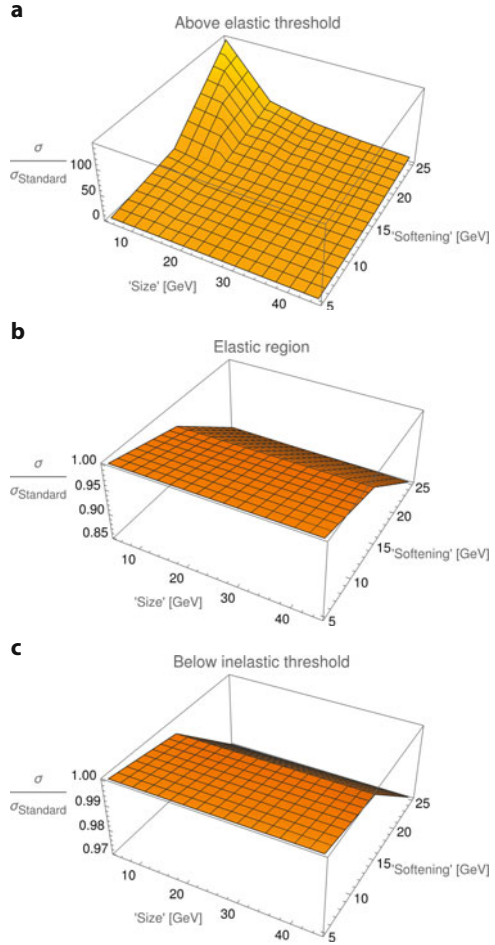 a
Above elastic threshold
σ
σStandard
100
50
0
10
20
30
40
'Size' [GeV]
5
10
15
20
25
'Softening' [GeV]
b
Elastic region
σ
σStandard
1.00
0.95
0.90
0.85
10
20
30
40
'Size' [GeV]
5
10
15
20
25
'Softening' [GeV]
c
Below inelastic threshold
σ
σStandard
1.00
0.99
0.98
0.97
10
20
30
40
'Size' [GeV]
5
10
15
20
25
'Softening' [GeV]